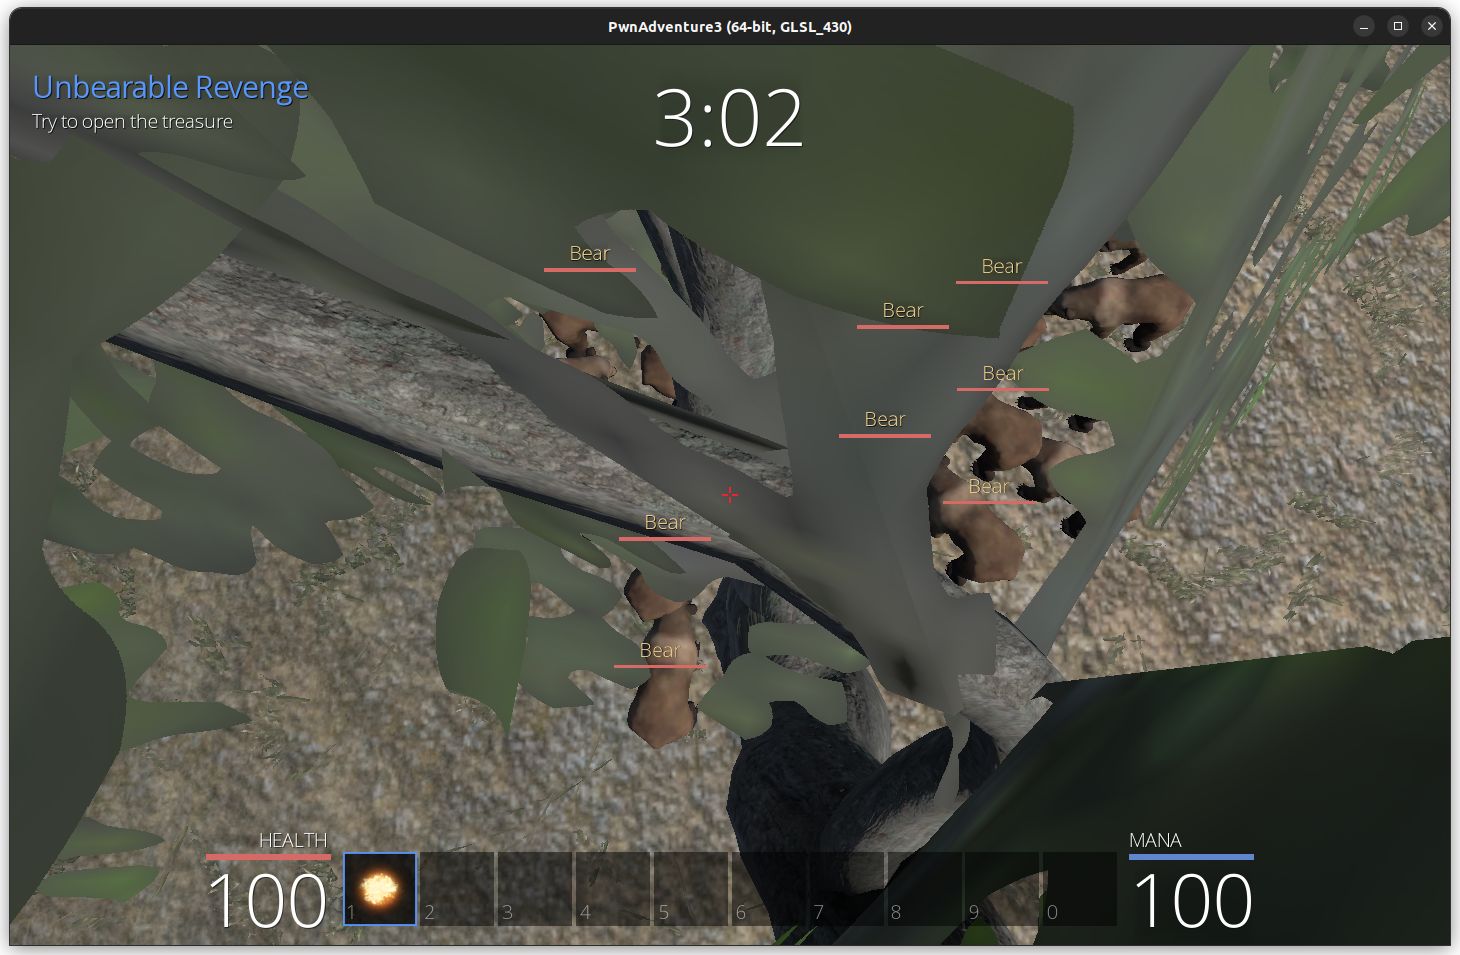 PwnAdventure3 (64-bit, GLSL_430)
Unbearable Revenge
Try to open the treasure
3:02
Bear
Bear
Bear
Bear
Bear
Bear
Bear
Bear
HEALTH
100
1
2
3
4
5
6
7
8
9
0
MANA
100